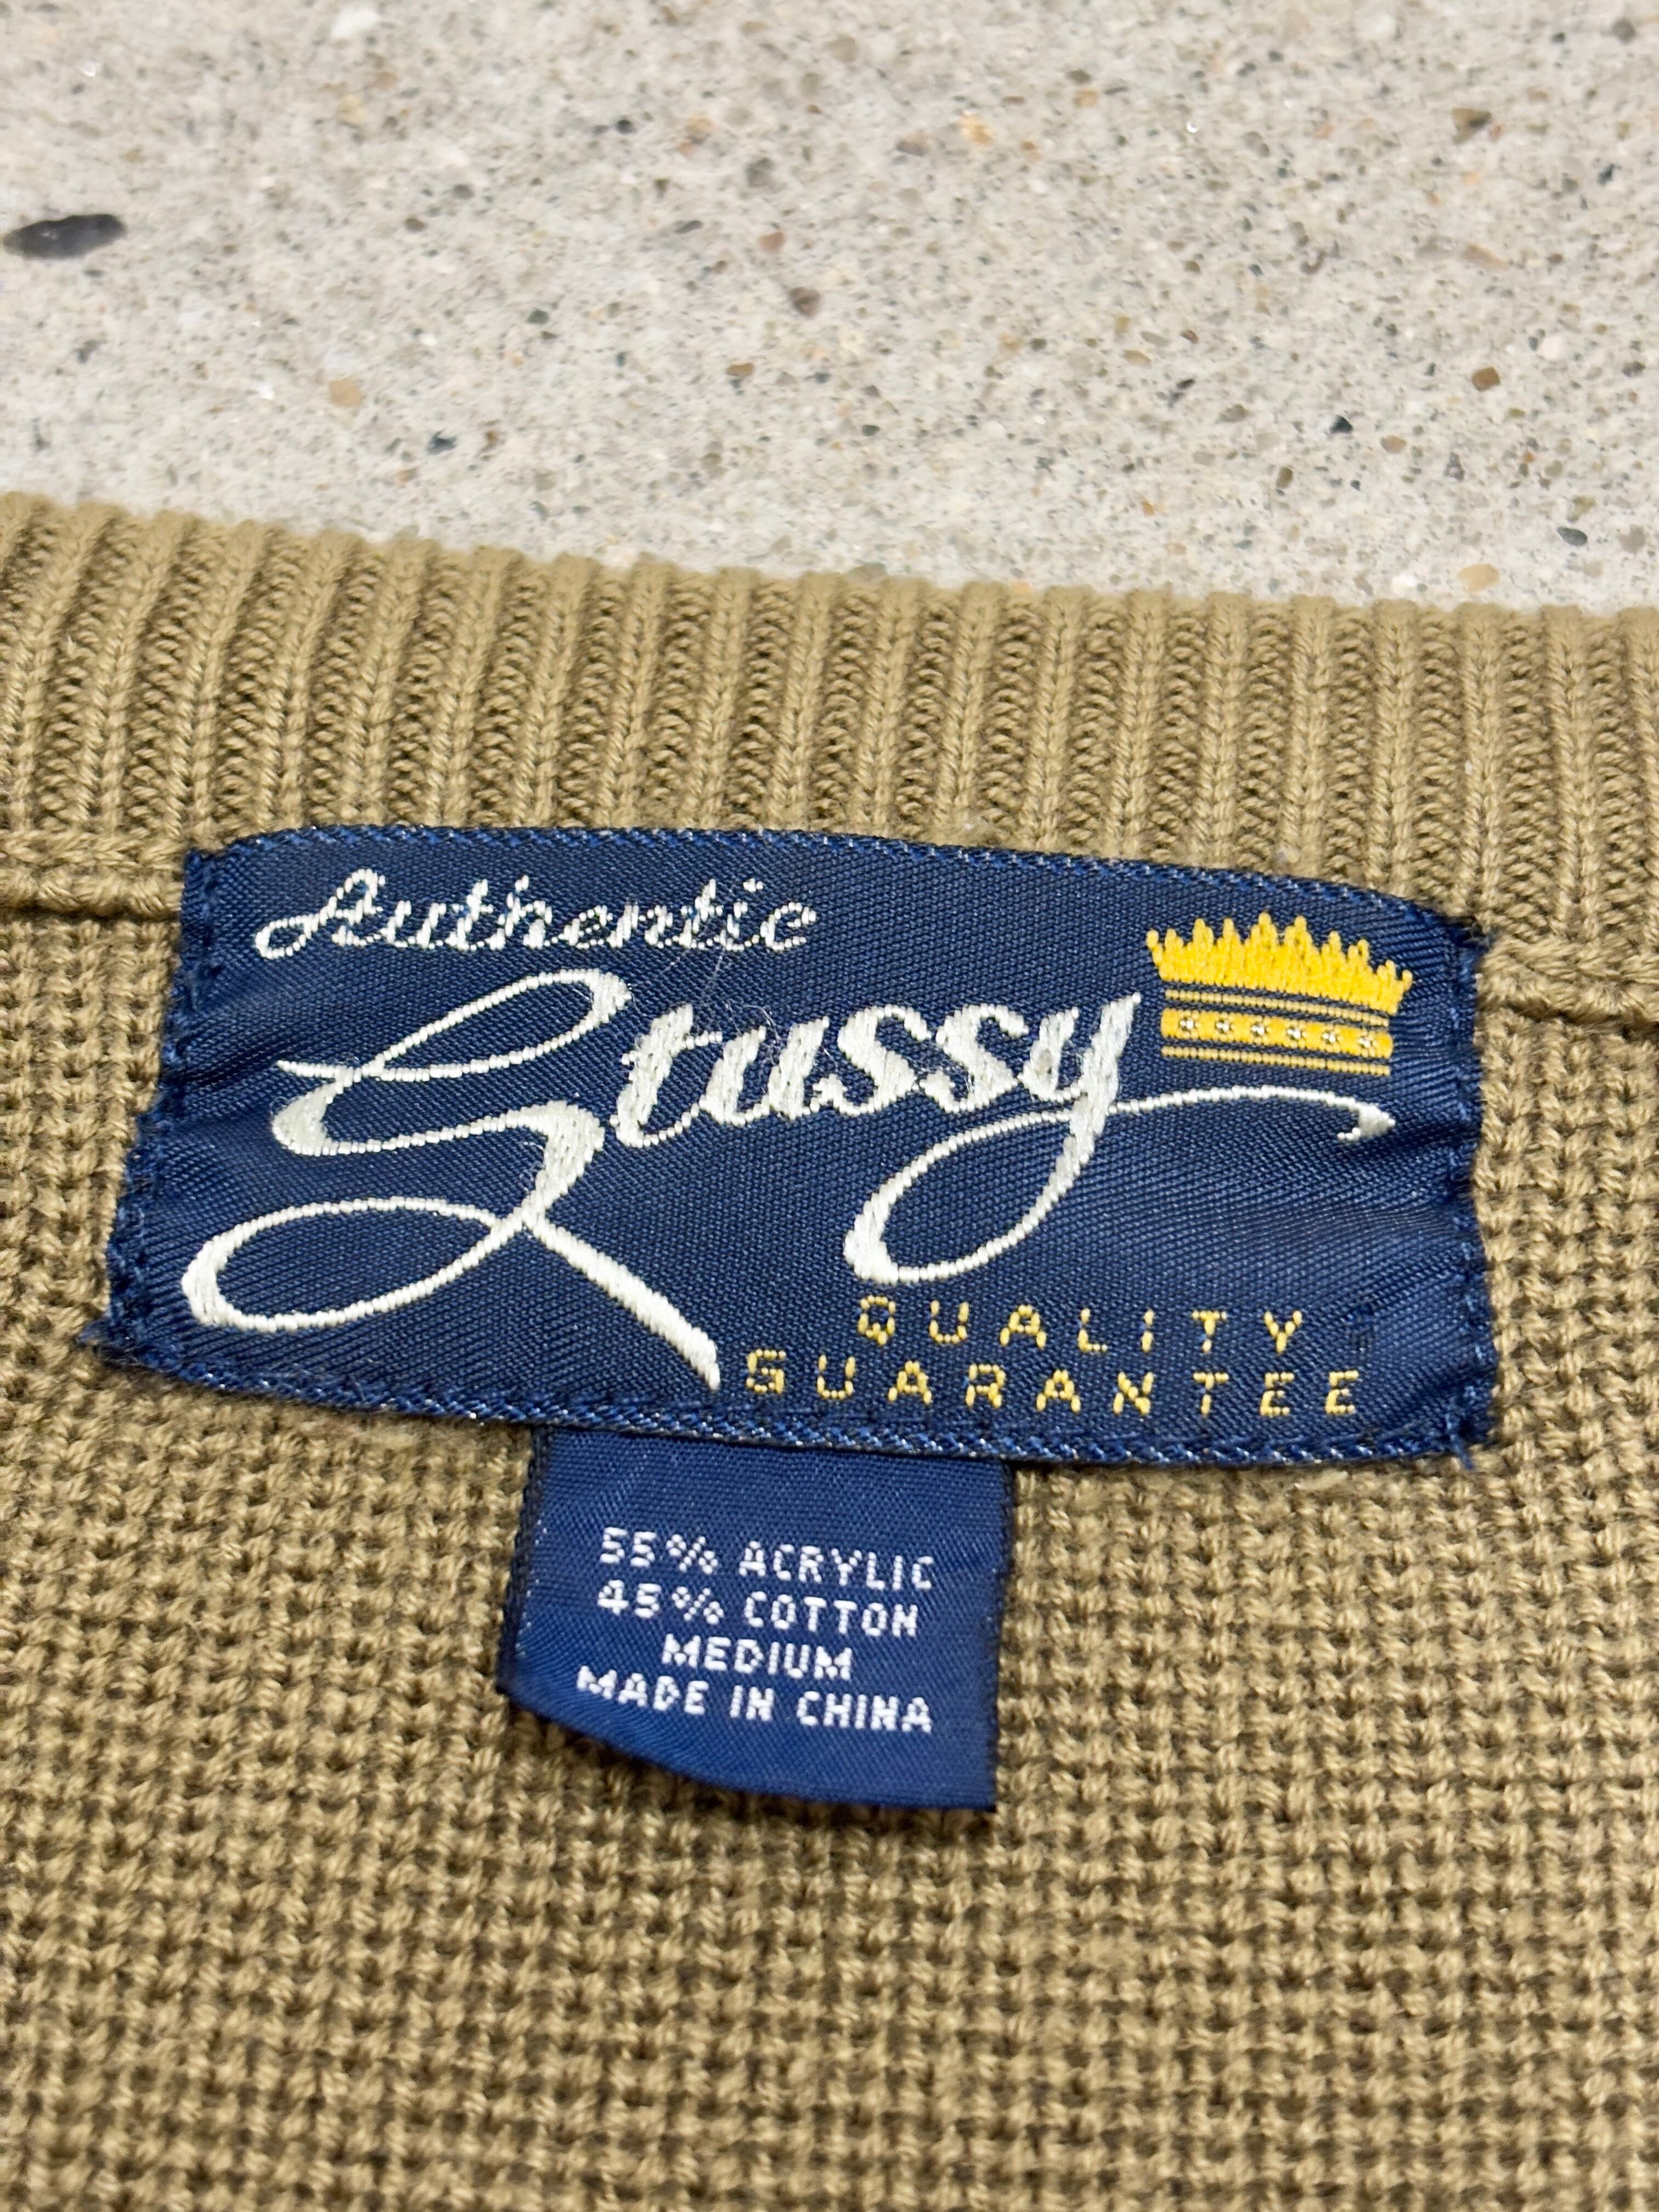 Authentic
Stussy
QUALITY
GUARANTEE
55% ACRYLIC
45% COTTON
MEDIUM
MADE IN CHINA